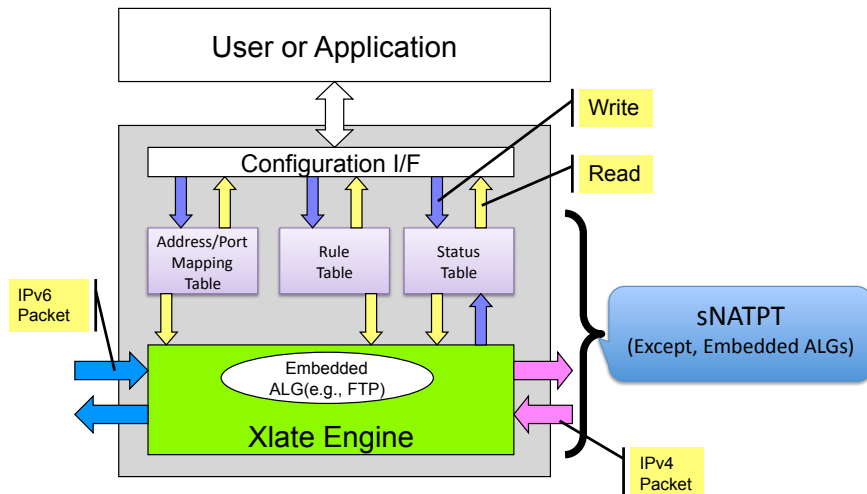 User or Application
Write
Configuration I/F
Read
Address/Port
Mapping
Table
Rule
Table
Status
Table
IPv6
Packet
sNATPT
(Except, Embedded ALGs)
Embedded
ALG(e.g., FTP)
Xlate Engine
IPv4
Packet